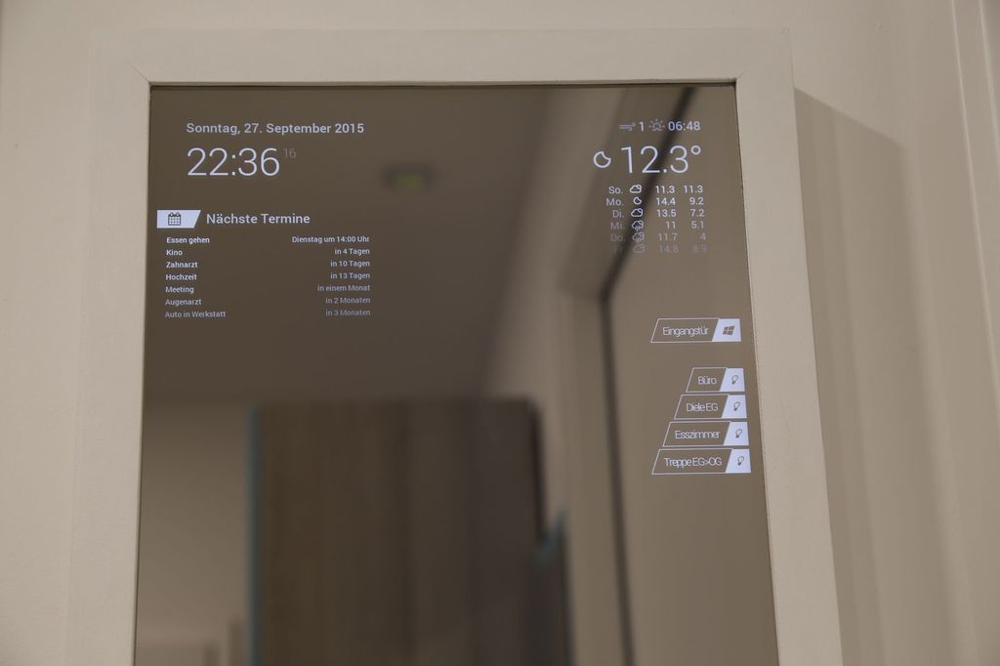 Sonntag, 27. September 2015
22:36 16
1 06:48
12.3°
So. 11.3 11.3
Mo. 14.4 9.2
Di. 13.5 7.2
Mi. 11 5.1
Do. 11.7 4
Fr 14.8 8.9
Nächste Termine
Essen gehen Dienstag um 14:00 Uhr
Kino in 4 Tagen
Zahnarzt in 10 Tagen
Hochzeit in 13 Tagen
Meeting in einem Monat
Augenarzt in 2 Monaten
Auto in Werkstatt in 3 Monaten
Eingangstür
Büro
Diele EG
Esszimmer
Treppe EG>OG